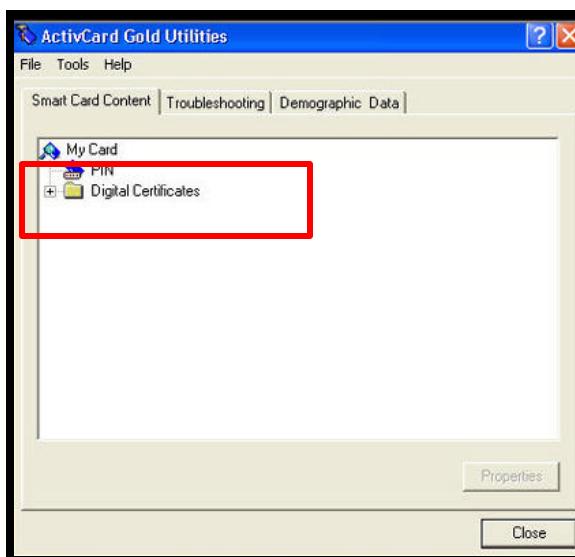 ActivCard Gold Utilities
File Tools Help
Smart Card Content Troubleshooting Demographic Data
My Card
PIN
Digital Certificates
Properties
Close